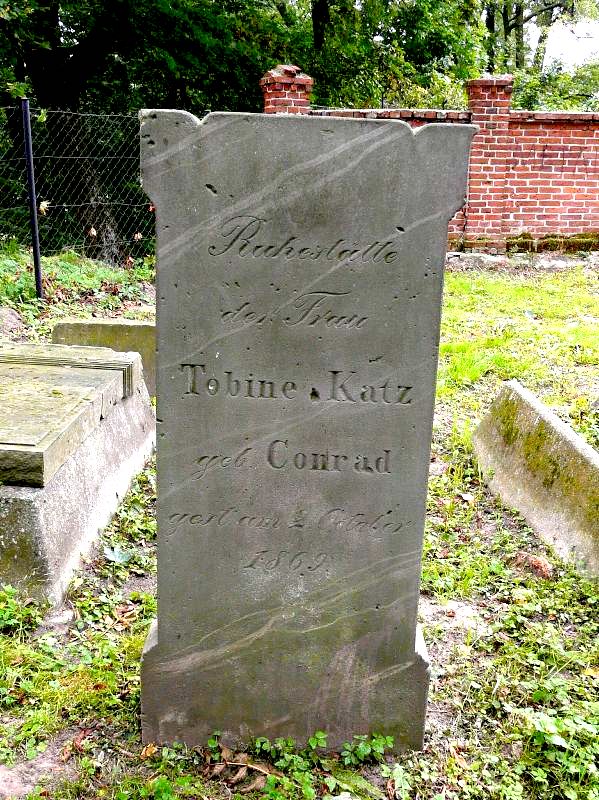 Ruhestätte
der Frau
Tobine Katz
geb. Conrad
gest am 2 October
1869.